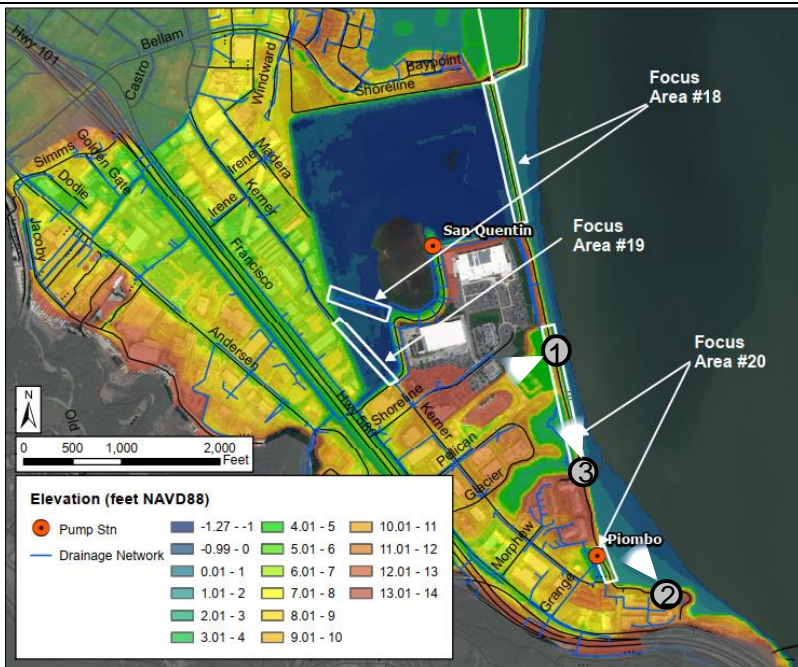 Hwy 101
Bellam
Castro
Windward
Baypoint
Shoreline
Focus
Area #18
Simms
Golden Gate
Dodie
Irene
Madera
Irene
Kerner
Jacoby
San Quentin
Focus
Area #19
Francisco
Andersen
1
Focus
Area #20
Old
Hwy 580
Shoreline
Kerner
Pelican
Glacier
3
N
0 500 1,000 2,000
Feet
Morphew
Piombo
Grange
2
Elevation (feet NAVD88)
Pump Stn
Drainage Network
-1.27 - -1
-0.99 - 0
0.01 - 1
1.01 - 2
2.01 - 3
3.01 - 4
4.01 - 5
5.01 - 6
6.01 - 7
7.01 - 8
8.01 - 9
9.01 - 10
10.01 - 11
11.01 - 12
12.01 - 13
13.01 - 14